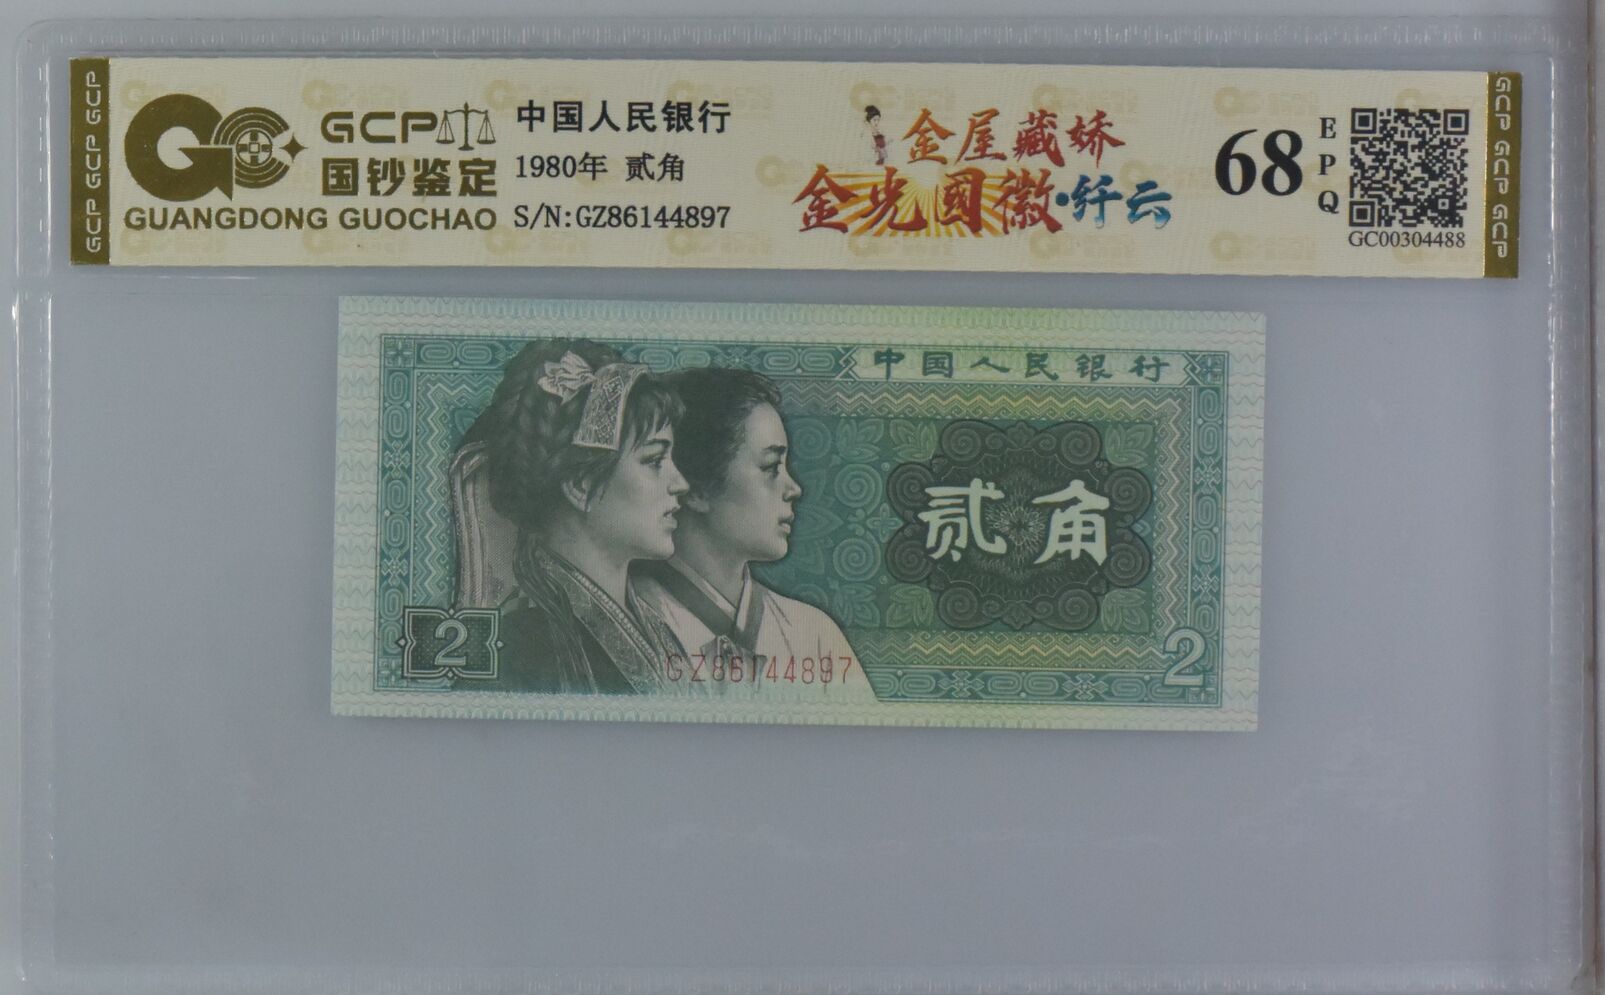 GCP GCP GCP
GCP
国钞鉴定
GUANGDONG GUOCHAO
中国人民银行
1980年 贰角
S/N:GZ86144897
金屋藏娇
金光國徽·纤云
68
EPQ
GC00304488
GCP GCP GCP
中国人民银行
贰角
2
GZ86144897
2